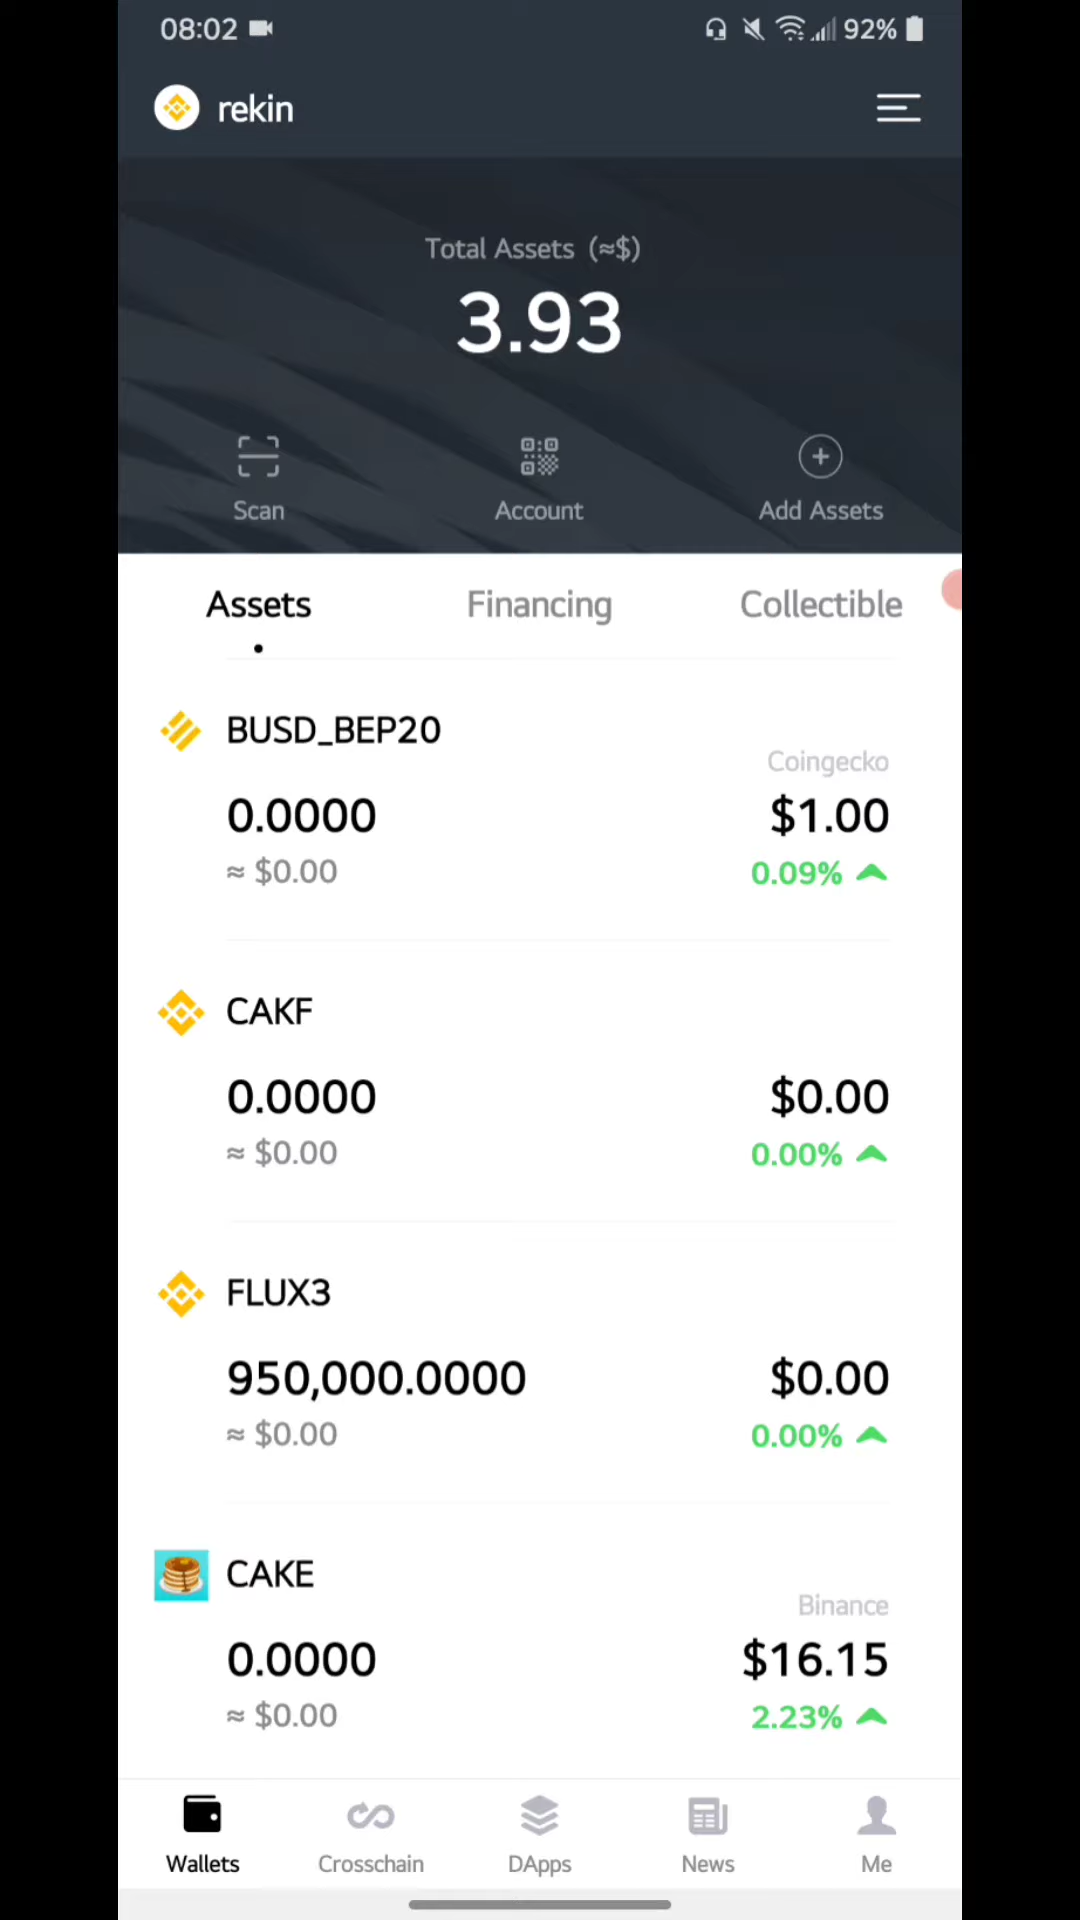 08:02 92%
rekin
Total Assets (≈$)
3.93
Scan Account Add Assets
Assets Financing Collectible
BUSD_BEP20
Coingecko
0.0000 $1.00
≈ $0.00 0.09%
CAKF
0.0000 $0.00
≈ $0.00 0.00%
FLUX3
950,000.0000 $0.00
≈ $0.00 0.00%
CAKE
Binance
0.0000 $16.15
≈ $0.00 2.23%
Wallets Crosschain DApps News Me